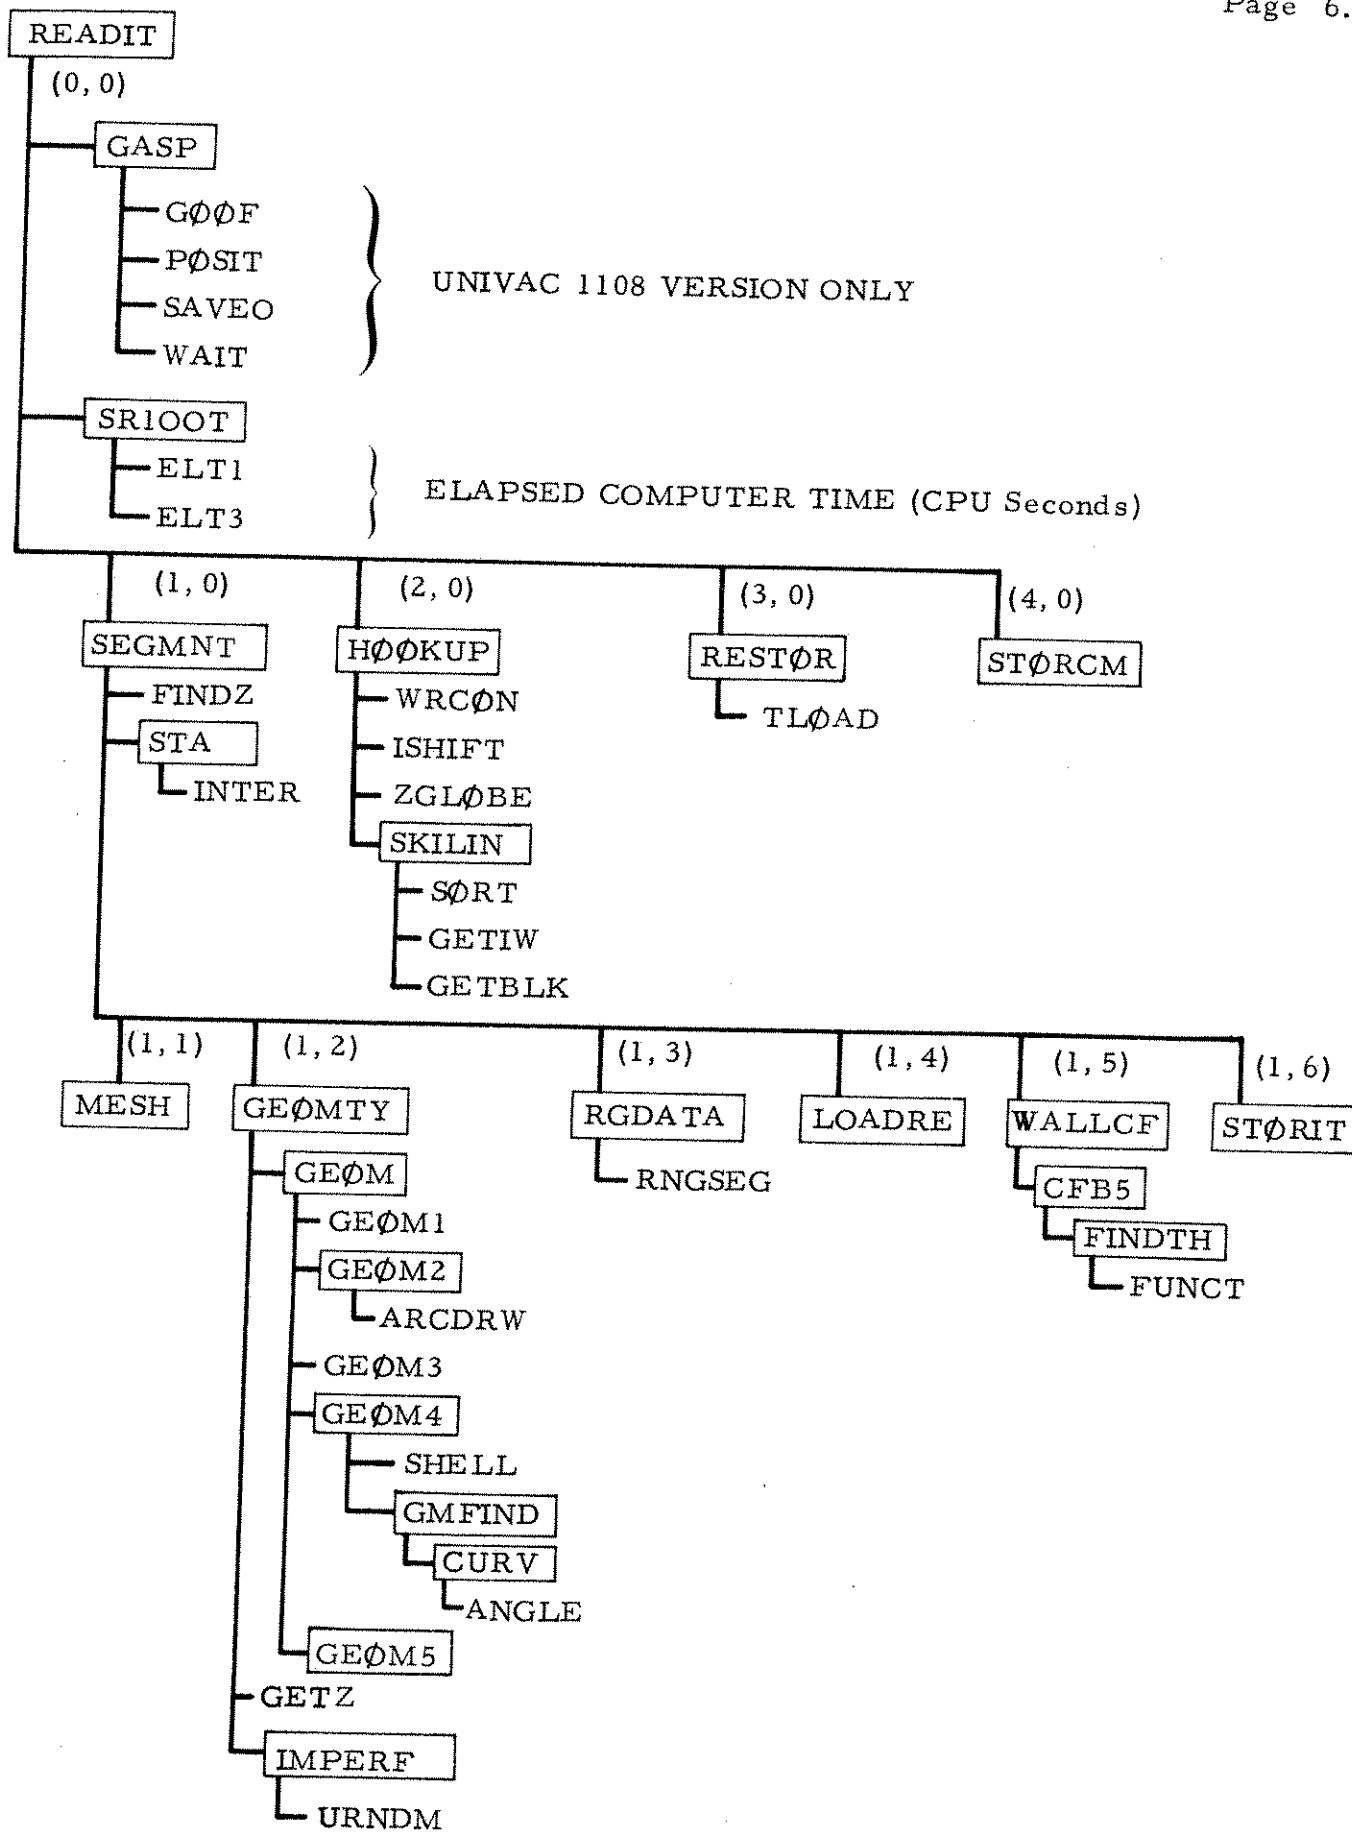 Page 6.
READIT
(0, 0)
GASP
GØØF
PØSIT
SAVEO
WAIT
UNIVAC 1108 VERSION ONLY
SR1OOT
ELT1
ELT3
ELAPSED COMPUTER TIME (CPU Seconds)
(1, 0) (2, 0) (3, 0) (4, 0)
SEGMNT HØØKUP RESTØR STØRCM
FINDZ WRCØN TLØAD
STA ISHIFT
INTER ZGLØBE
SKILIN
SØRT
GETIW
GETBLK
(1, 1) (1, 2) (1, 3) (1, 4) (1, 5) (1, 6)
MESH GEØMTY RGDATA LOADRE WALLCF STØRIT
GEØM RNGSEG CFB5
GEØM1 FINDTH
GEØM2 FUNCT
ARCDRW
GEØM3
GEØM4
SHELL
GMFIND
CURV
ANGLE
GEØM5
GETZ
IMPERF
URNDM